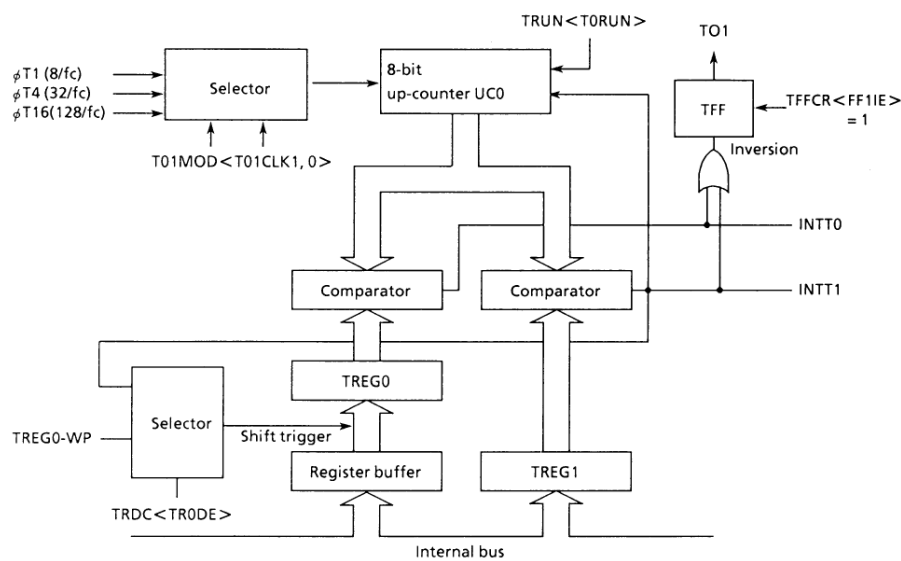 TRUN<T0RUN>
TO1
ϕT1 (8/fc)
ϕT4 (32/fc)
ϕT16(128/fc)
Selector
8-bit
up-counter UC0
TFF
TFFCR<FF1IE>
= 1
T01MOD<T01CLK1, 0>
Inversion
INTT0
Comparator
Comparator
INTT1
TREG0
Selector
TREG0-WP
Shift trigger
Register buffer
TREG1
TRDC<TR0DE>
Internal bus